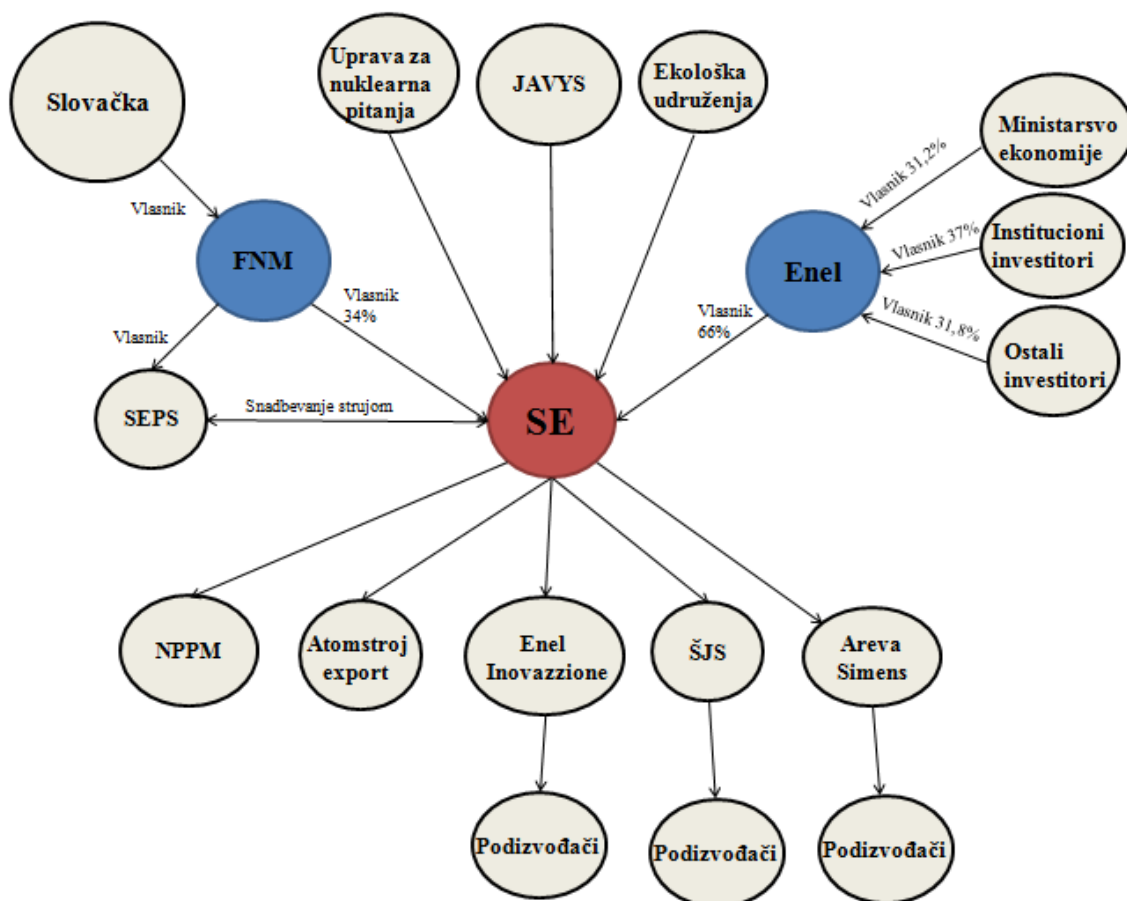 Slovačka
Uprava za
nuklearna
pitanja
JAVYS
Ekološka
udruženja
Ministarsvo
ekonomije
Vlasnik 31,2%
Vlasnik
FNM
Enel
Vlasnik 37%
Institucioni
investitori
Vlasnik
34%
Vlasnik
66%
Vlasnik 31,8%
Vlasnik
Ostali
investitori
SEPS
Snadbevanje strujom
SE
NPPM
Atomstroj
export
Enel
Inovazzione
ŠJS
Areva
Simens
Podizvođači
Podizvođači
Podizvođači